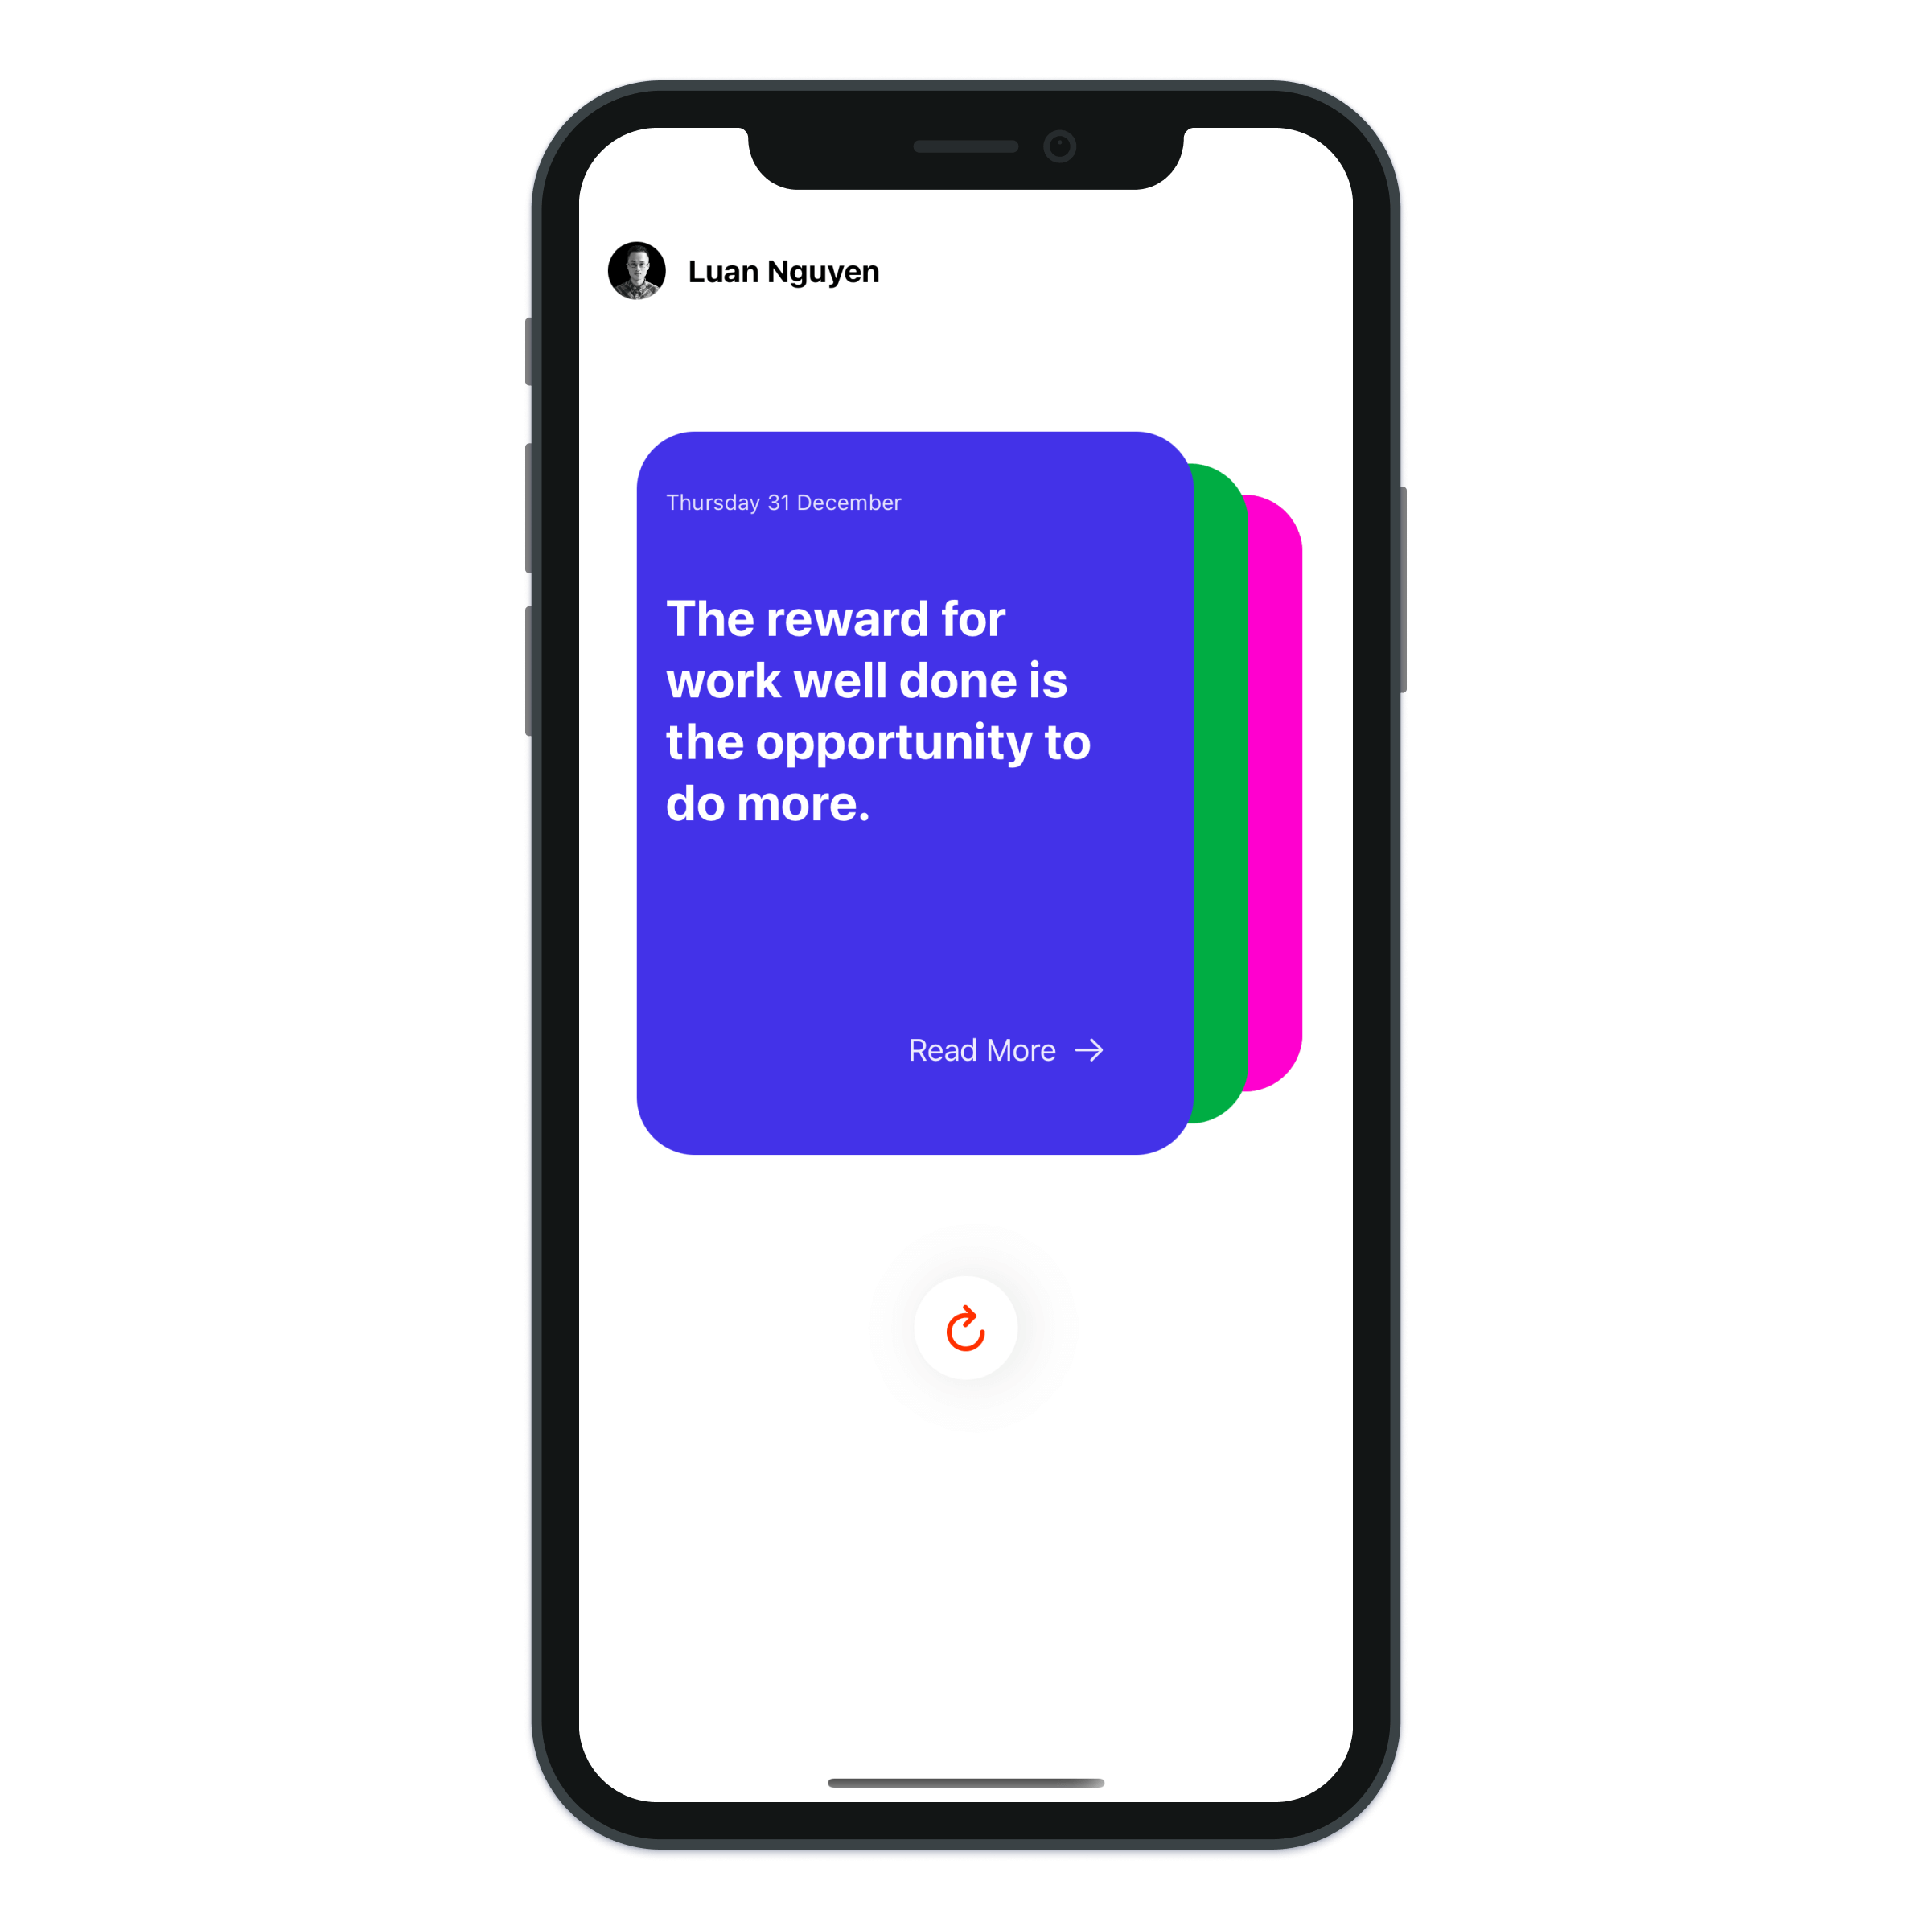 Luan Nguyen
Thursday 31 December
The reward for
work well done is
the opportunity to
do more.
Read More